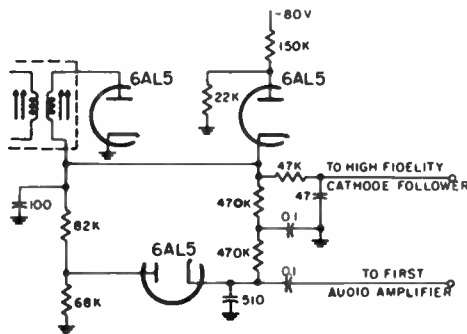 -80V
150K
6AL5
6AL5
22K
47K
TO HIGH FIDELITY
CATHODE FOLLOWER
100
470K
47
82K
0.1
6AL5
470K
0.1
TO FIRST
AUDIO AMPLIFIER
68K
510